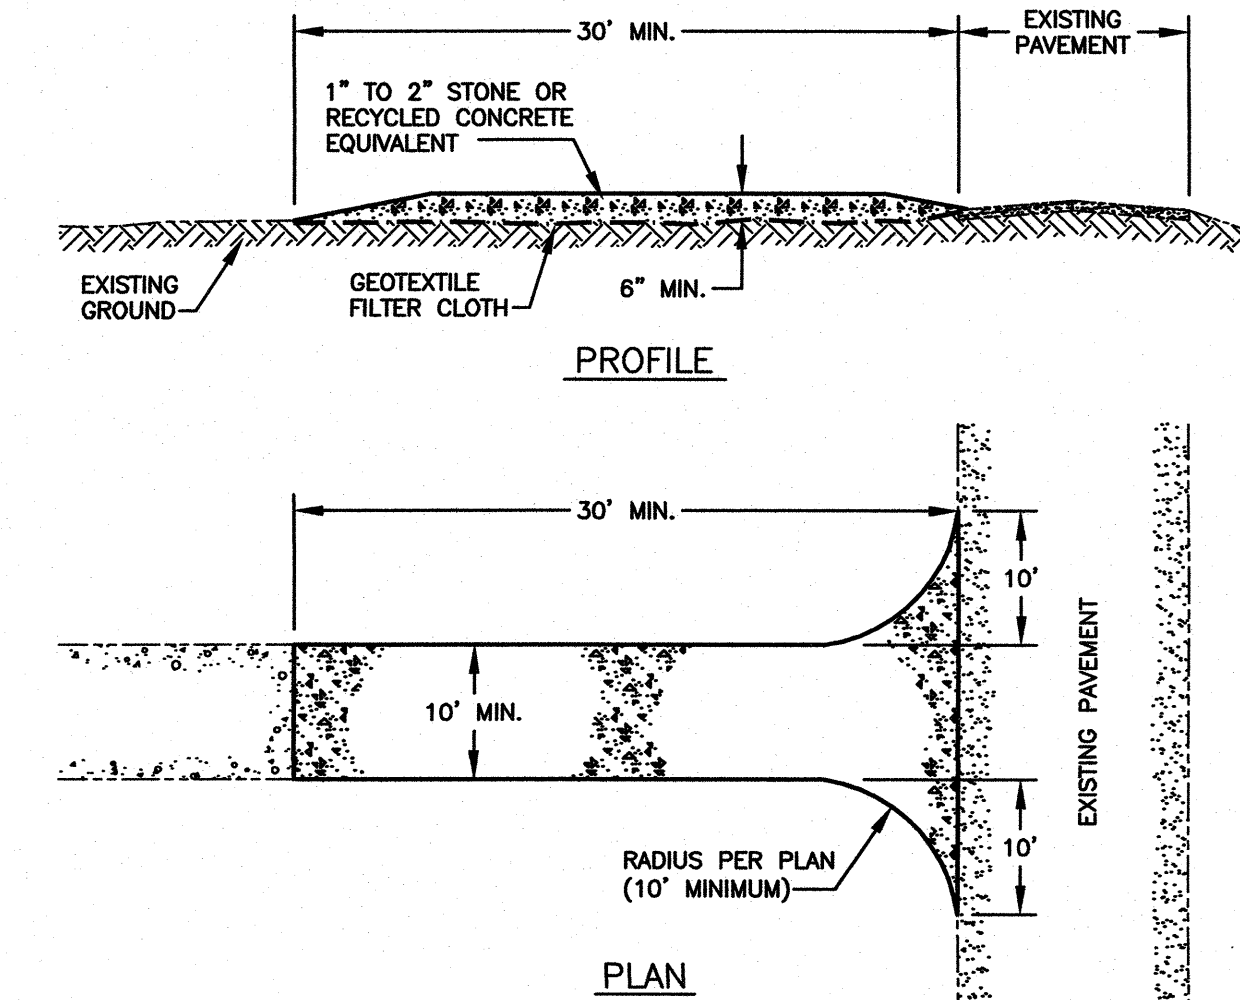 30' MIN.
EXISTING
PAVEMENT
1" TO 2" STONE OR
RECYCLED CONCRETE
EQUIVALENT
EXISTING
GROUND
GEOTEXTILE
FILTER CLOTH
6" MIN.
PROFILE
30' MIN.
10'
10' MIN.
EXISTING PAVEMENT
10'
RADIUS PER PLAN
(10' MINIMUM)
PLAN